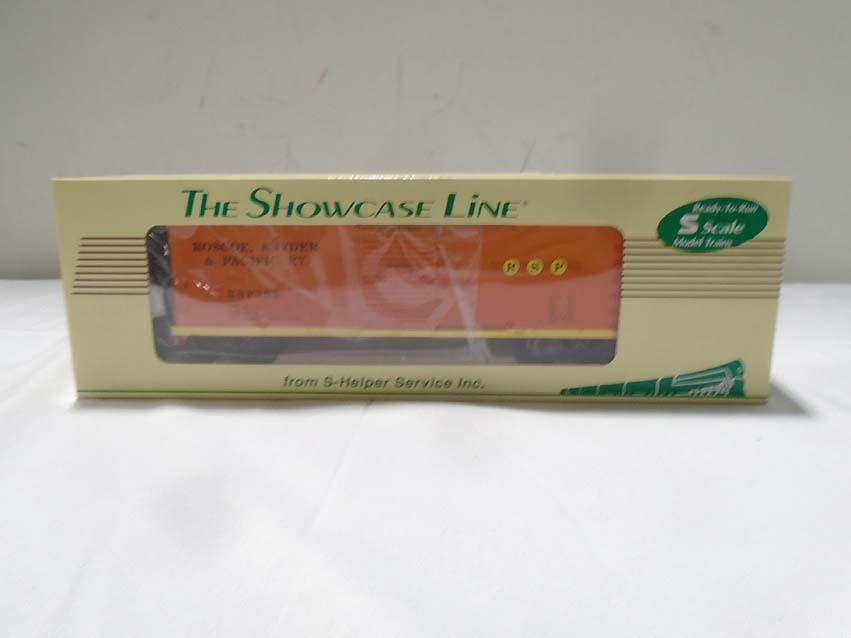 THE SHOWCASE LINE
Ready-To-Run
S Scale
Model Trains
ROSCOE, SNYDER
& PACIFIC RY.
R S P
from S-Helper Service Inc.